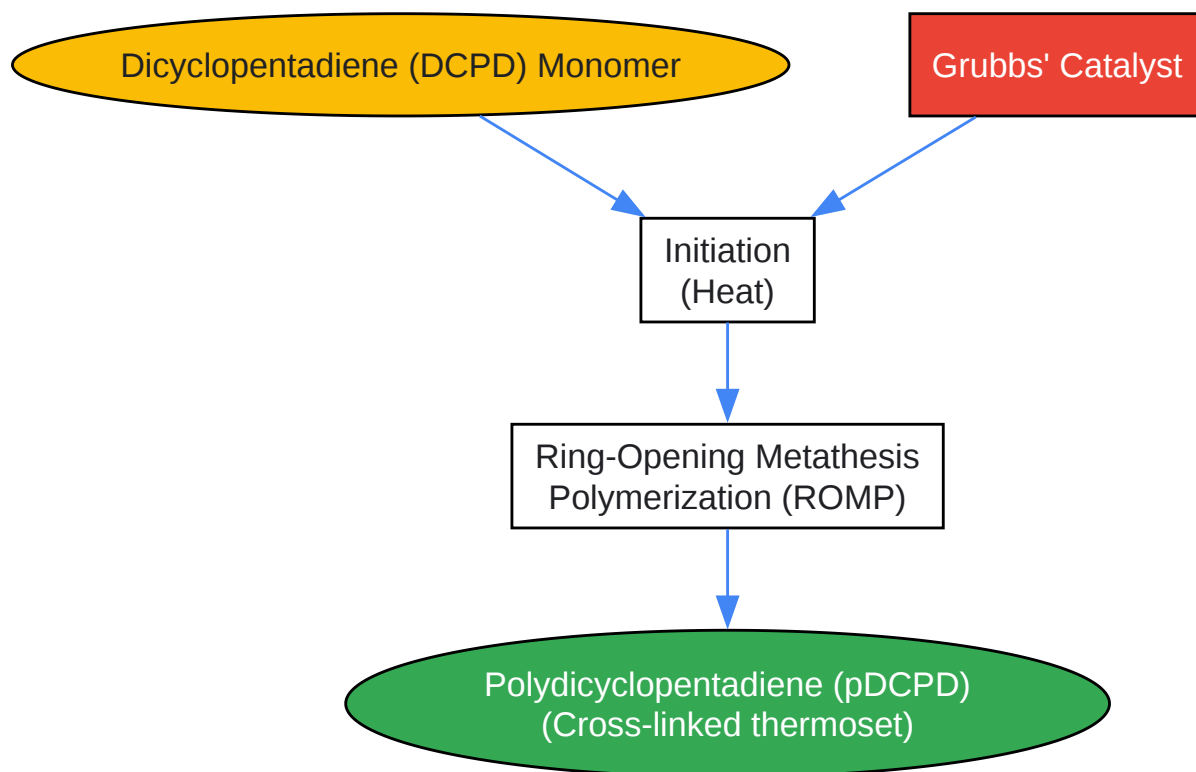 Dicyclopentadiene (DCPD) Monomer
Grubbs' Catalyst
Initiation
(Heat)
Ring-Opening Metathesis
Polymerization (ROMP)
Polydicyclopentadiene (pDCPD)
(Cross-linked thermoset)